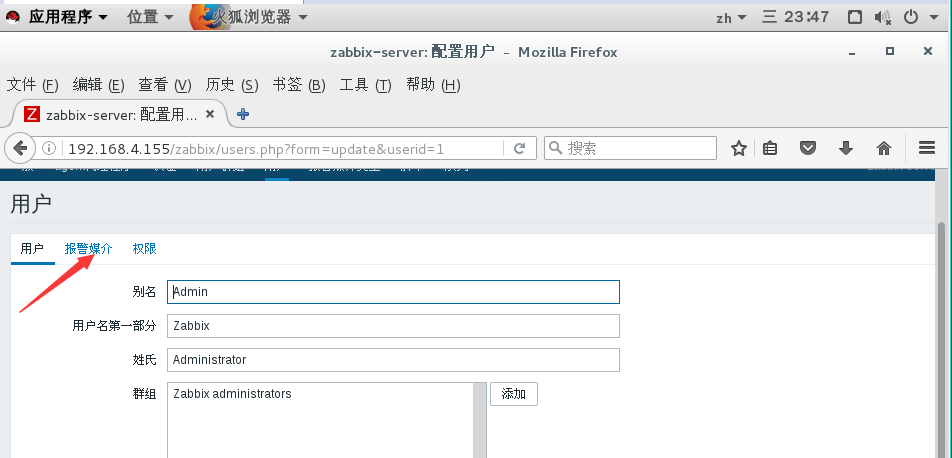 应用程序 位置 火狐浏览器 zh 三 23:47
zabbix-server: 配置用户 - Mozilla Firefox
文件 (F) 编辑 (E) 查看 (V) 历史 (S) 书签 (B) 工具 (T) 帮助 (H)
zabbix-server: 配置用...
192.168.4.155/zabbix/users.php?form=update&userid=1 搜索
用户
用户 报警媒介 权限
别名 Admin
用户名第一部分 Zabbix
姓氏 Administrator
群组 Zabbix administrators 添加